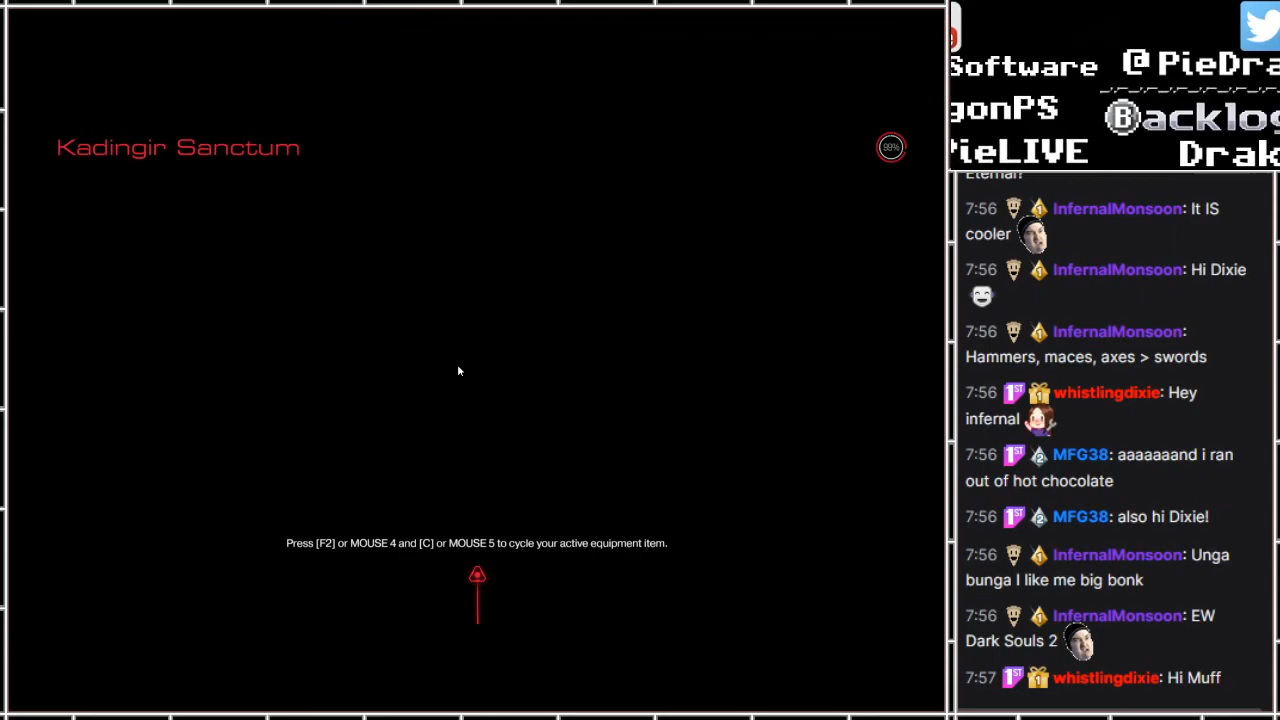 Software @PieDra
gonPS Backlog
PieLIVE Drak
Kadingir Sanctum
99%
Press [F2] or MOUSE 4 and [C] or MOUSE 5 to cycle your active equipment item.
Eternal?
7:56 InfernalMonsoon: It IS
cooler
7:56 InfernalMonsoon: Hi Dixie
7:56 InfernalMonsoon:
Hammers, maces, axes > swords
7:56 whistlingdixie: Hey
infernal
7:56 MFG38: aaaaaaand i ran
out of hot chocolate
7:56 MFG38: also hi Dixie!
7:56 InfernalMonsoon: Unga
bunga I like me big bonk
7:56 InfernalMonsoon: EW
Dark Souls 2
7:57 whistlingdixie: Hi Muff